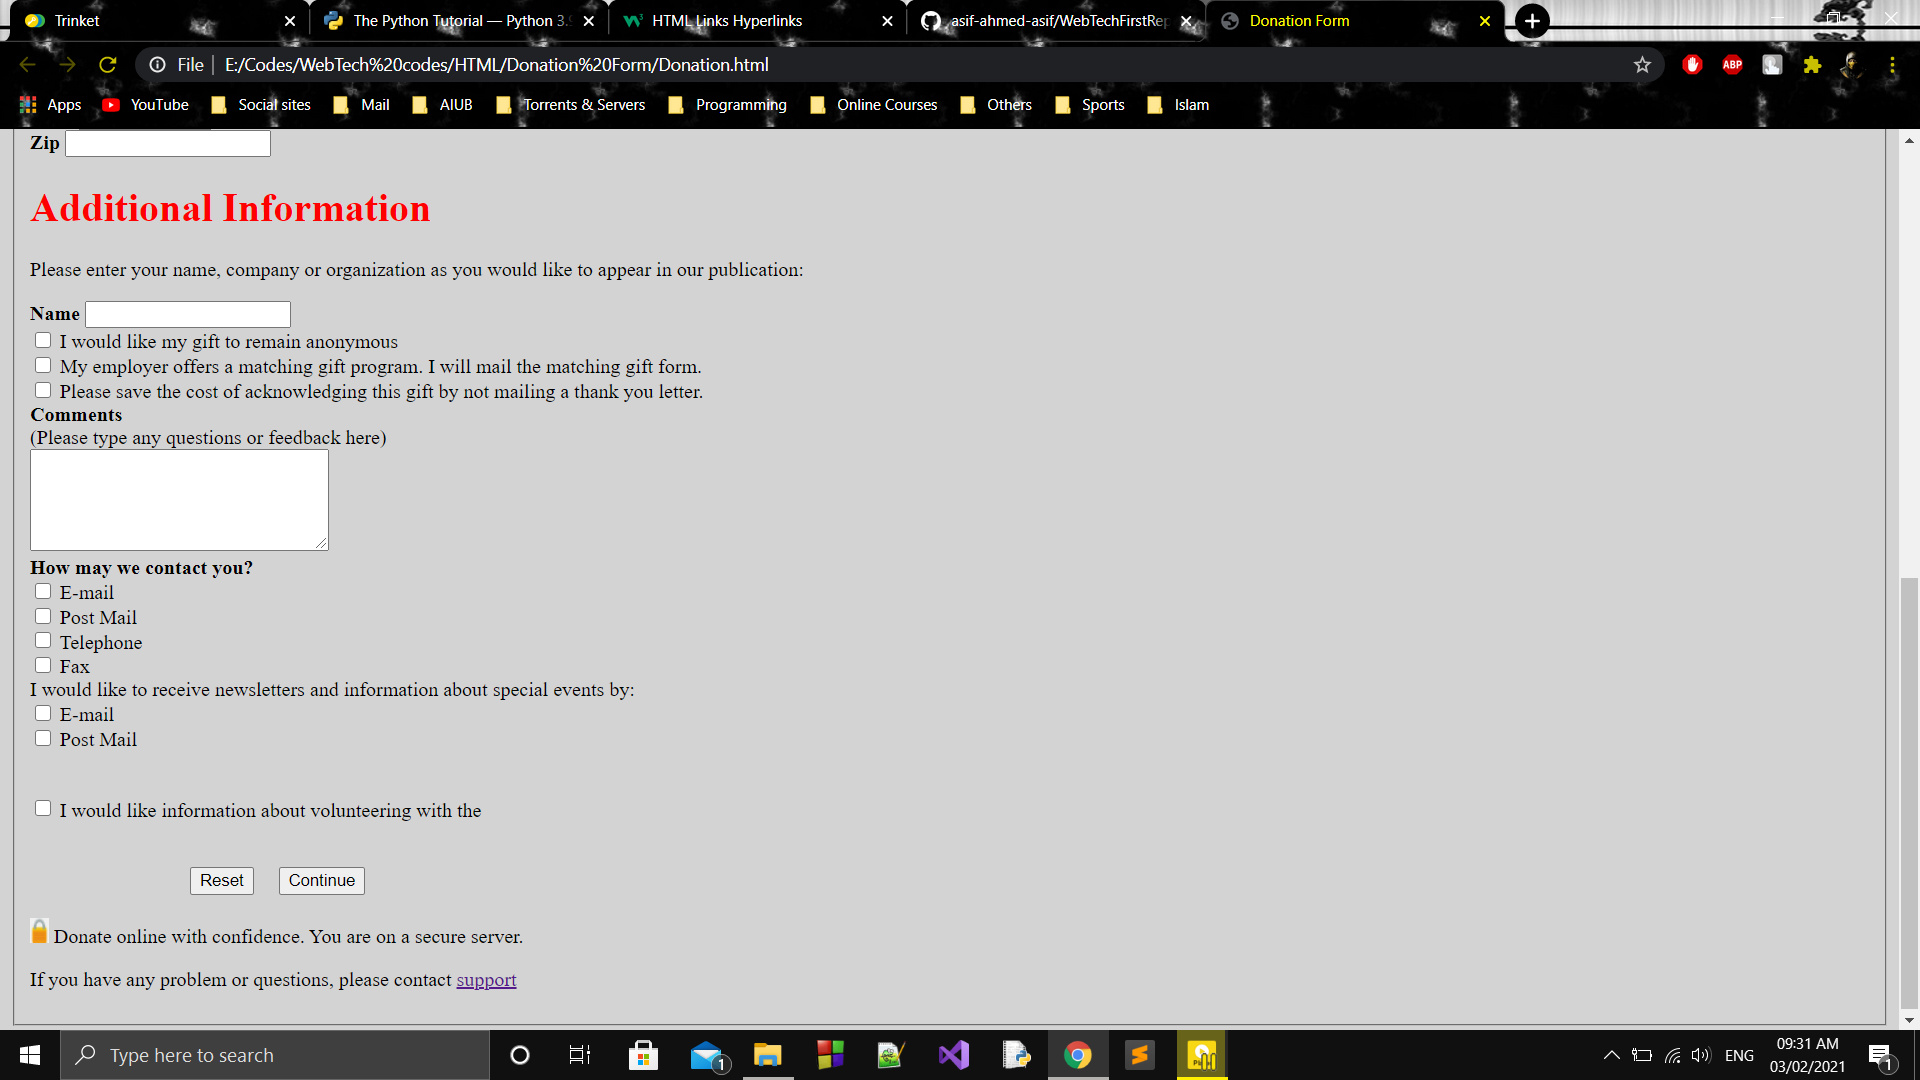 Trinket
The Python Tutorial — Python 3.9
HTML Links Hyperlinks
asif-ahmed-asif/WebTechFirstRep
Donation Form
File
E:/Codes/WebTech%20codes/HTML/Donation%20Form/Donation.html
ABP
Apps
YouTube
Social sites
Mail
AIUB
Torrents & Servers
Programming
Online Courses
Others
Sports
Islam
Zip
Additional Information
Please enter your name, company or organization as you would like to appear in our publication:
Name
I would like my gift to remain anonymous
My employer offers a matching gift program. I will mail the matching gift form.
Please save the cost of acknowledging this gift by not mailing a thank you letter.
Comments
(Please type any questions or feedback here)
How may we contact you?
E-mail
Post Mail
Telephone
Fax
I would like to receive newsletters and information about special events by:
E-mail
Post Mail
I would like information about volunteering with the
Reset
Continue
Donate online with confidence. You are on a secure server.
If you have any problem or questions, please contact support
Type here to search
1
ENG
09:31 AM
03/02/2021
1